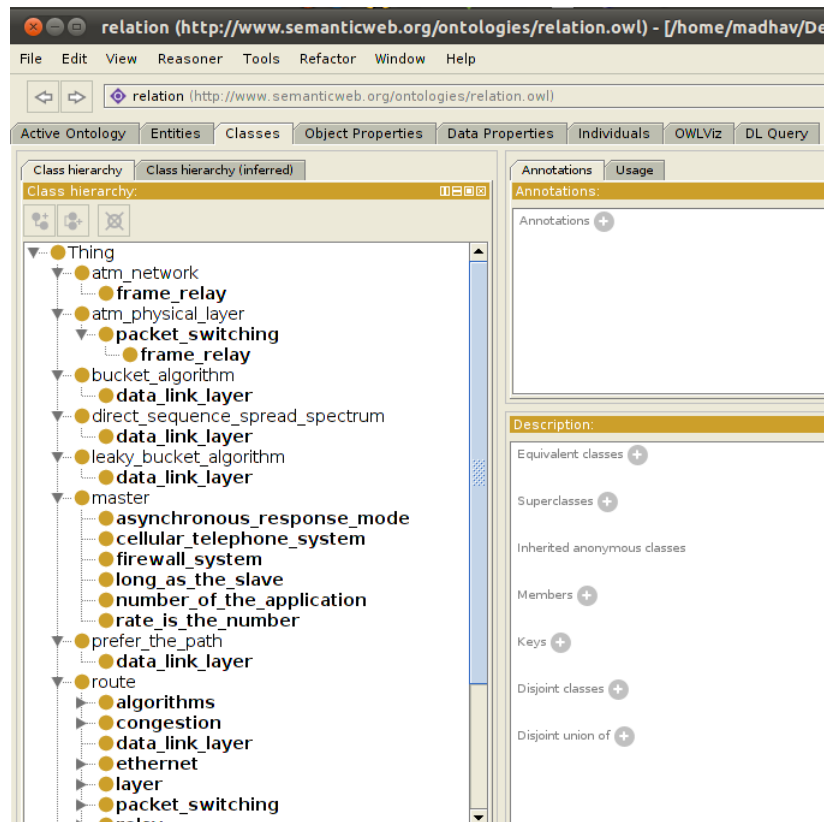 relation (http://www.semanticweb.org/ontologies/relation.owl) - [/home/madhav/De
File Edit View Reasoner Tools Refactor Window Help
relation (http://www.semanticweb.org/ontologies/relation.owl)
Active Ontology Entities Classes Object Properties Data Properties Individuals OWLViz DL Query
Class hierarchy Class hierarchy (inferred)
Class hierarchy:
Thing
atm_network
frame_relay
atm_physical_layer
packet_switching
frame_relay
bucket_algorithm
data_link_layer
direct_sequence_spread_spectrum
data_link_layer
leaky_bucket_algorithm
data_link_layer
master
asynchronous_response_mode
cellular_telephone_system
firewall_system
long_as_the_slave
number_of_the_application
rate_is_the_number
prefer_the_path
data_link_layer
route
algorithms
congestion
data_link_layer
ethernet
layer
packet_switching
Annotations Usage
Annotations:
Annotations
Description:
Equivalent classes
Superclasses
Inherited anonymous classes
Members
Keys
Disjoint classes
Disjoint union of